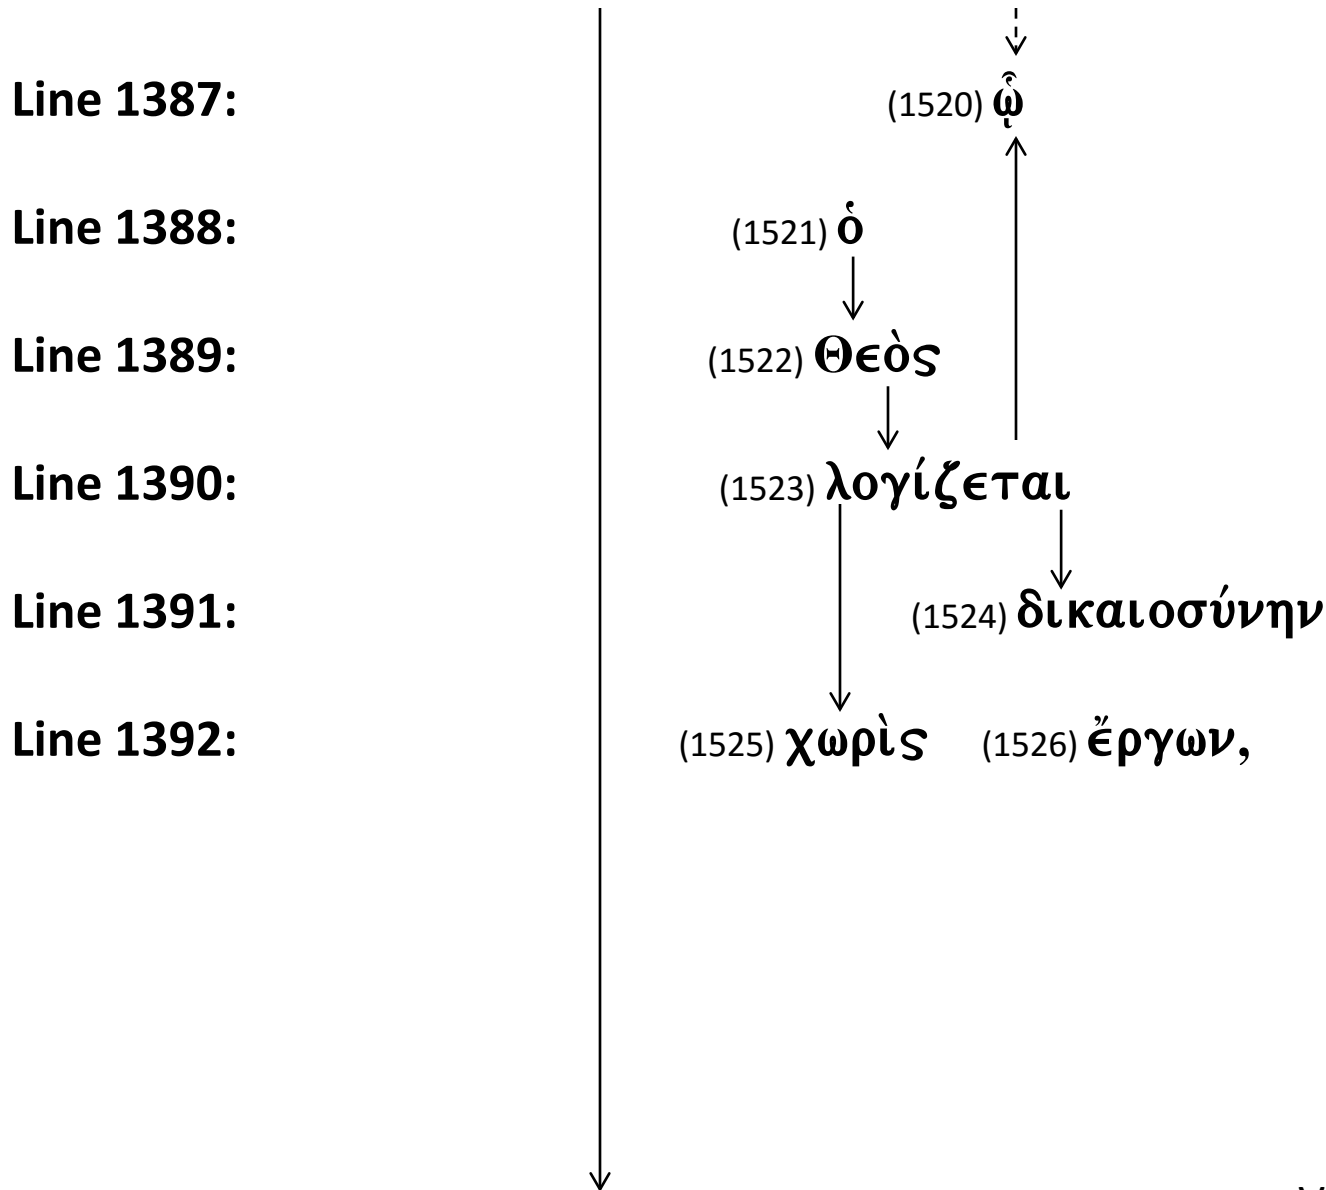 Line 1387: (1520) ᾧ
Line 1388: (1521) ὁ
Line 1389: (1522) Θεὸς
Line 1390: (1523) λογίζεται
Line 1391: (1524) δικαιοσύνην
Line 1392: (1525) χωρὶς (1526) ἔργων,